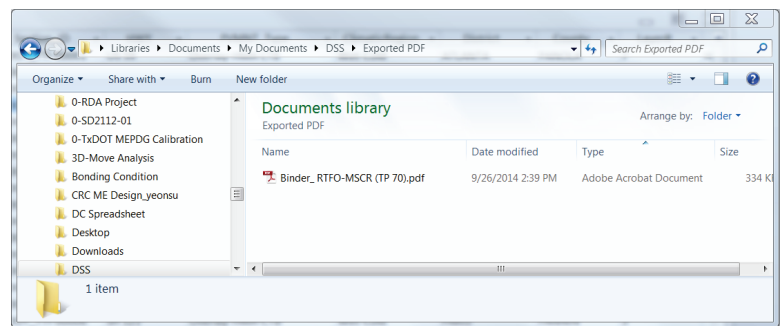 Libraries ▸ Documents ▸ My Documents ▸ DSS ▸ Exported PDF
Search Exported PDF
Organize Share with Burn New folder
0-RDA Project
0-SD2112-01
0-TxDOT MEPDG Calibration
3D-Move Analysis
Bonding Condition
CRC ME Design_yeonsu
DC Spreadsheet
Desktop
Downloads
DSS
Documents library
Exported PDF
Arrange by: Folder
Name Date modified Type Size
Binder_ RTFO-MSCR (TP 70).pdf 9/26/2014 2:39 PM Adobe Acrobat Document 334
1 item